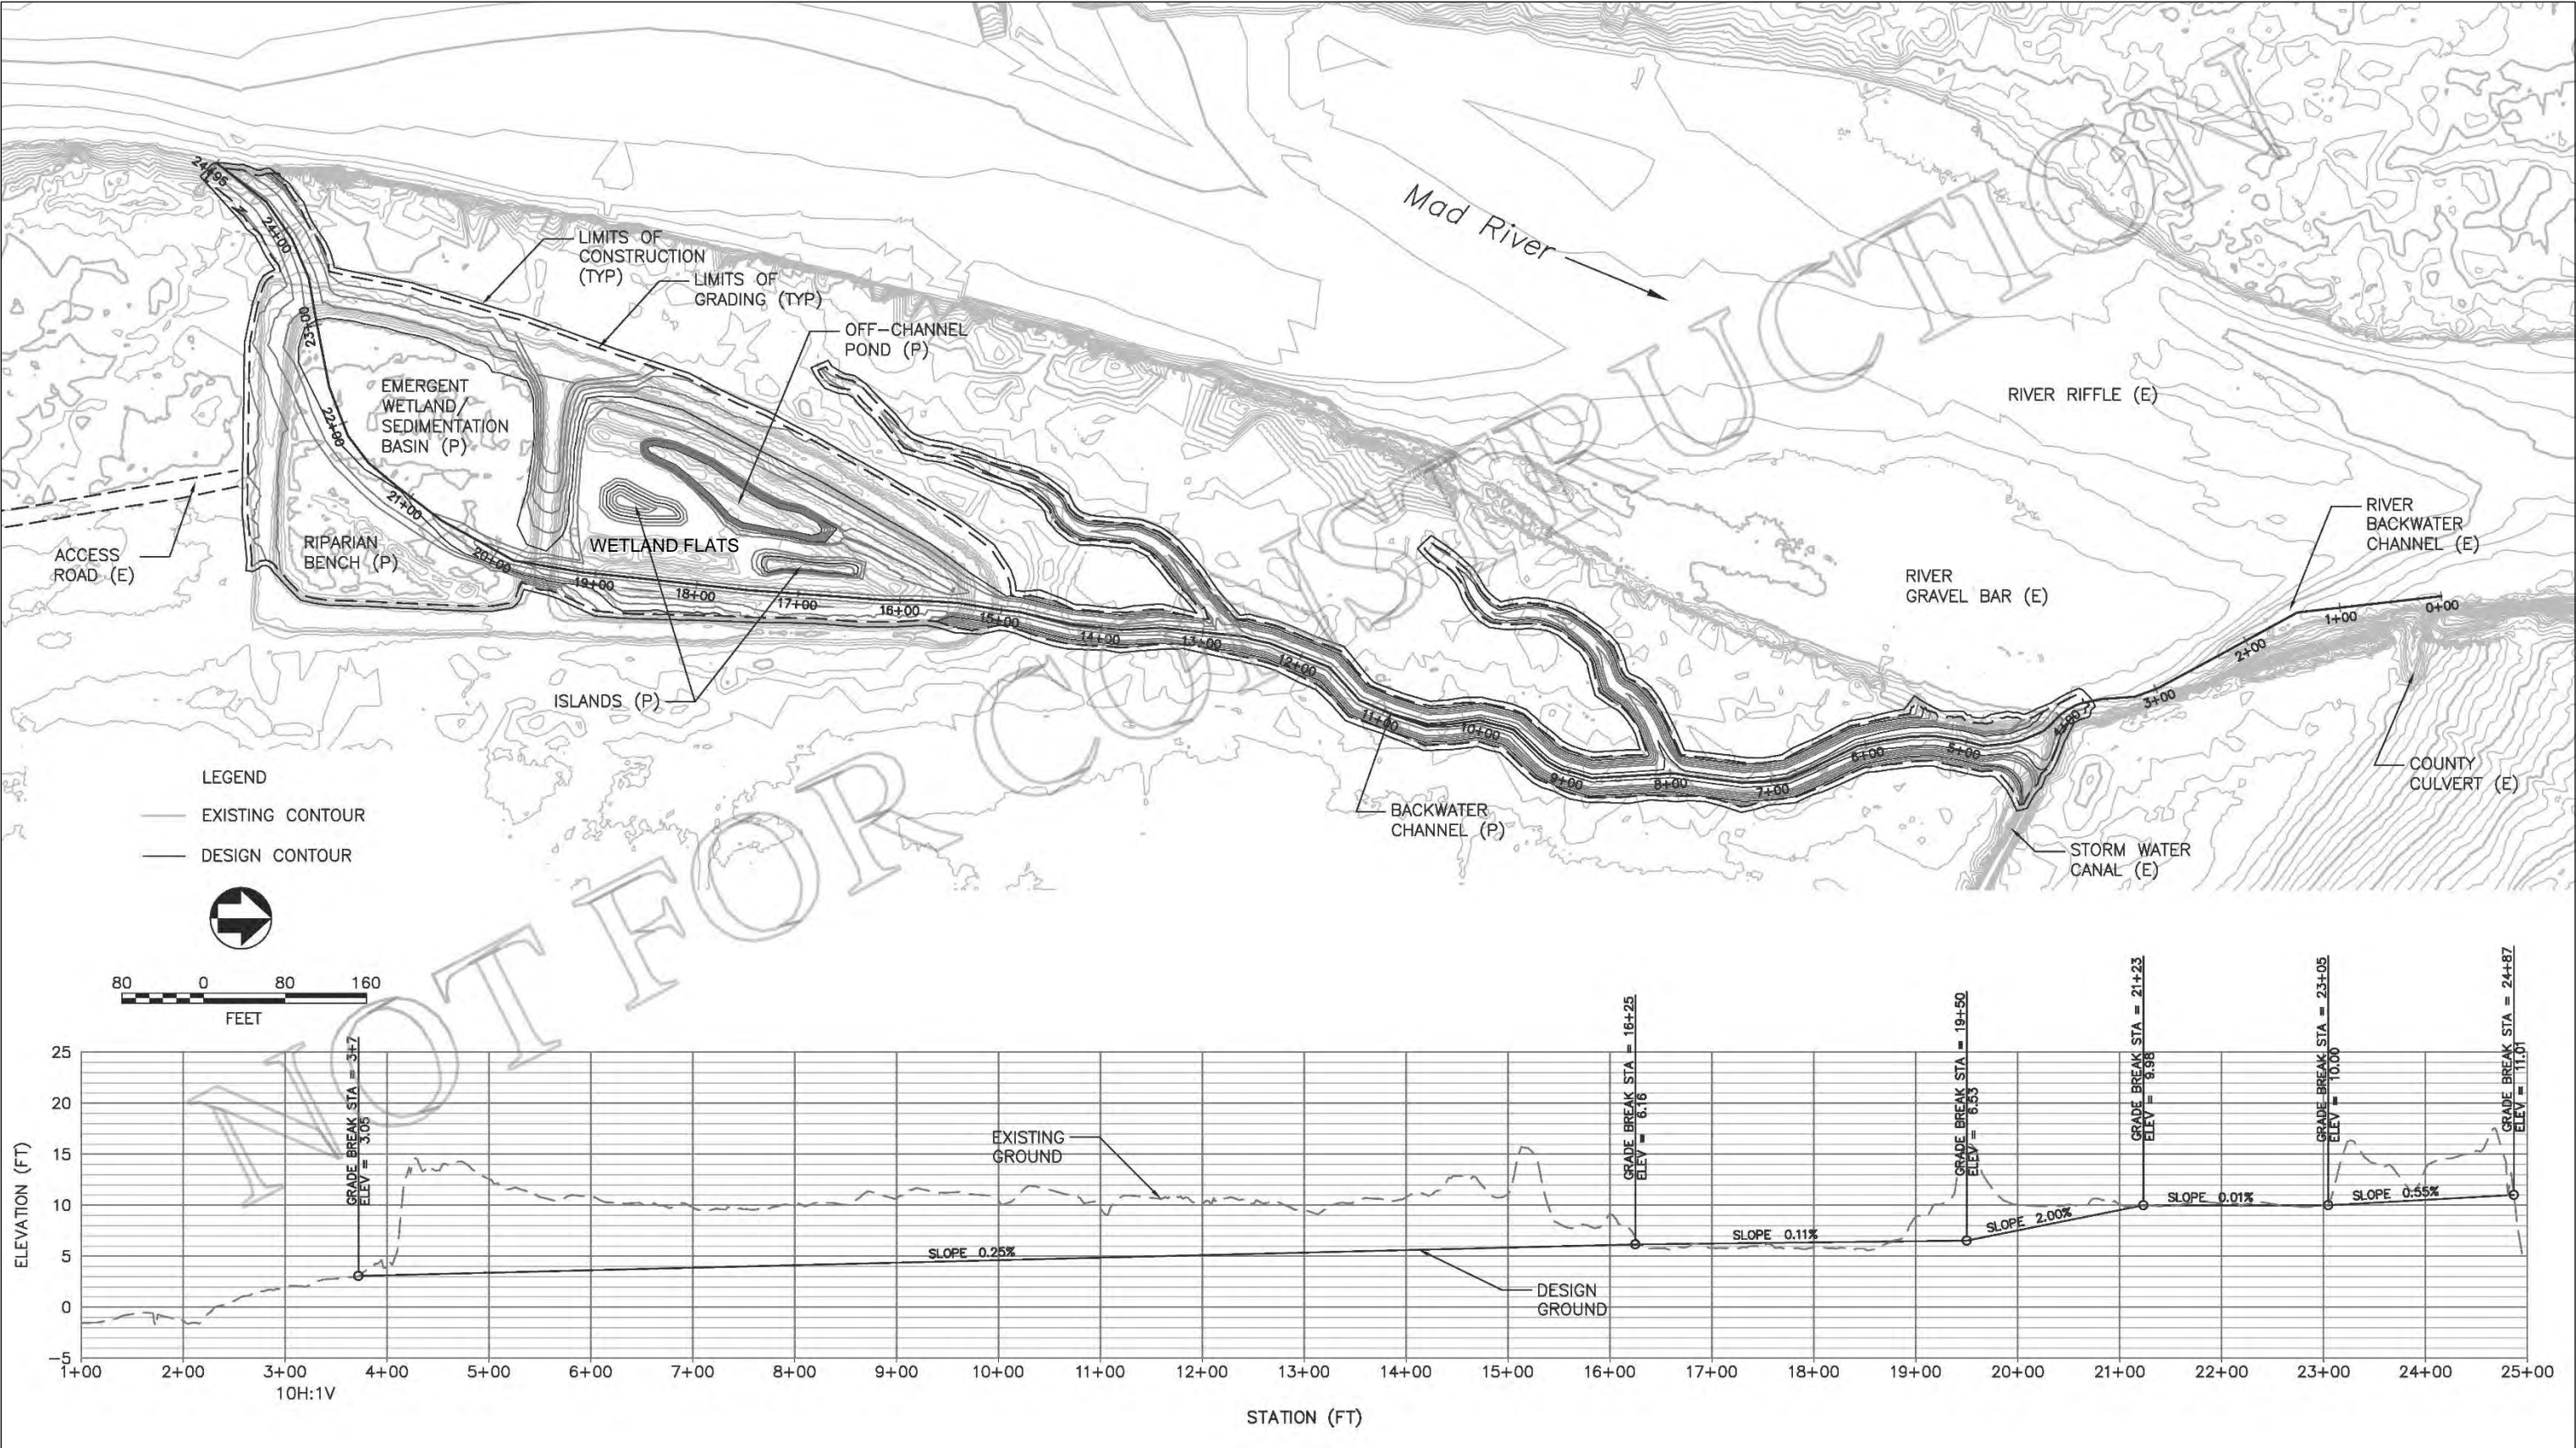 NOT FOR CONSTRUCTION
Mad River
24+95
24+00
23+00
22+00
21+00
20+00
19+00
18+00
17+00
16+00
15+00
14+00
13+00
12+00
11+00
10+00
9+00
8+00
7+00
6+00
5+00
4+00
3+00
2+00
1+00
0+00
LIMITS OF
CONSTRUCTION
(TYP)
LIMITS OF
GRADING (TYP)
OFF-CHANNEL
POND (P)
EMERGENT
WETLAND/
SEDIMENTATION
BASIN (P)
RIVER RIFFLE (E)
RIVER
BACKWATER
CHANNEL (E)
ACCESS
ROAD (E)
RIPARIAN
BENCH (P)
WETLAND FLATS
RIVER
GRAVEL BAR (E)
ISLANDS (P)
COUNTY
CULVERT (E)
BACKWATER
CHANNEL (P)
STORM WATER
CANAL (E)
LEGEND
EXISTING CONTOUR
DESIGN CONTOUR
80 0 80 160
FEET
GRADE BREAK STA = 3+7
ELEV = 3.05
GRADE BREAK STA = 16+25
ELEV = 6.16
GRADE BREAK STA = 19+50
ELEV = 6.53
GRADE BREAK STA = 21+23
ELEV = 9.98
GRADE BREAK STA = 23+05
ELEV = 10.00
GRADE BREAK STA = 24+87
ELEV = 11.01
ELEVATION (FT)
25
20
15
10
5
0
-5
EXISTING
GROUND
SLOPE 0.25%
SLOPE 0.11%
SLOPE 2.00%
SLOPE 0.01%
SLOPE 0.55%
DESIGN
GROUND
1+00 2+00 3+00 4+00 5+00 6+00 7+00 8+00 9+00 10+00 11+00 12+00 13+00 14+00 15+00 16+00 17+00 18+00 19+00 20+00 21+00 22+00 23+00 24+00 25+00
10H:1V
STATION (FT)